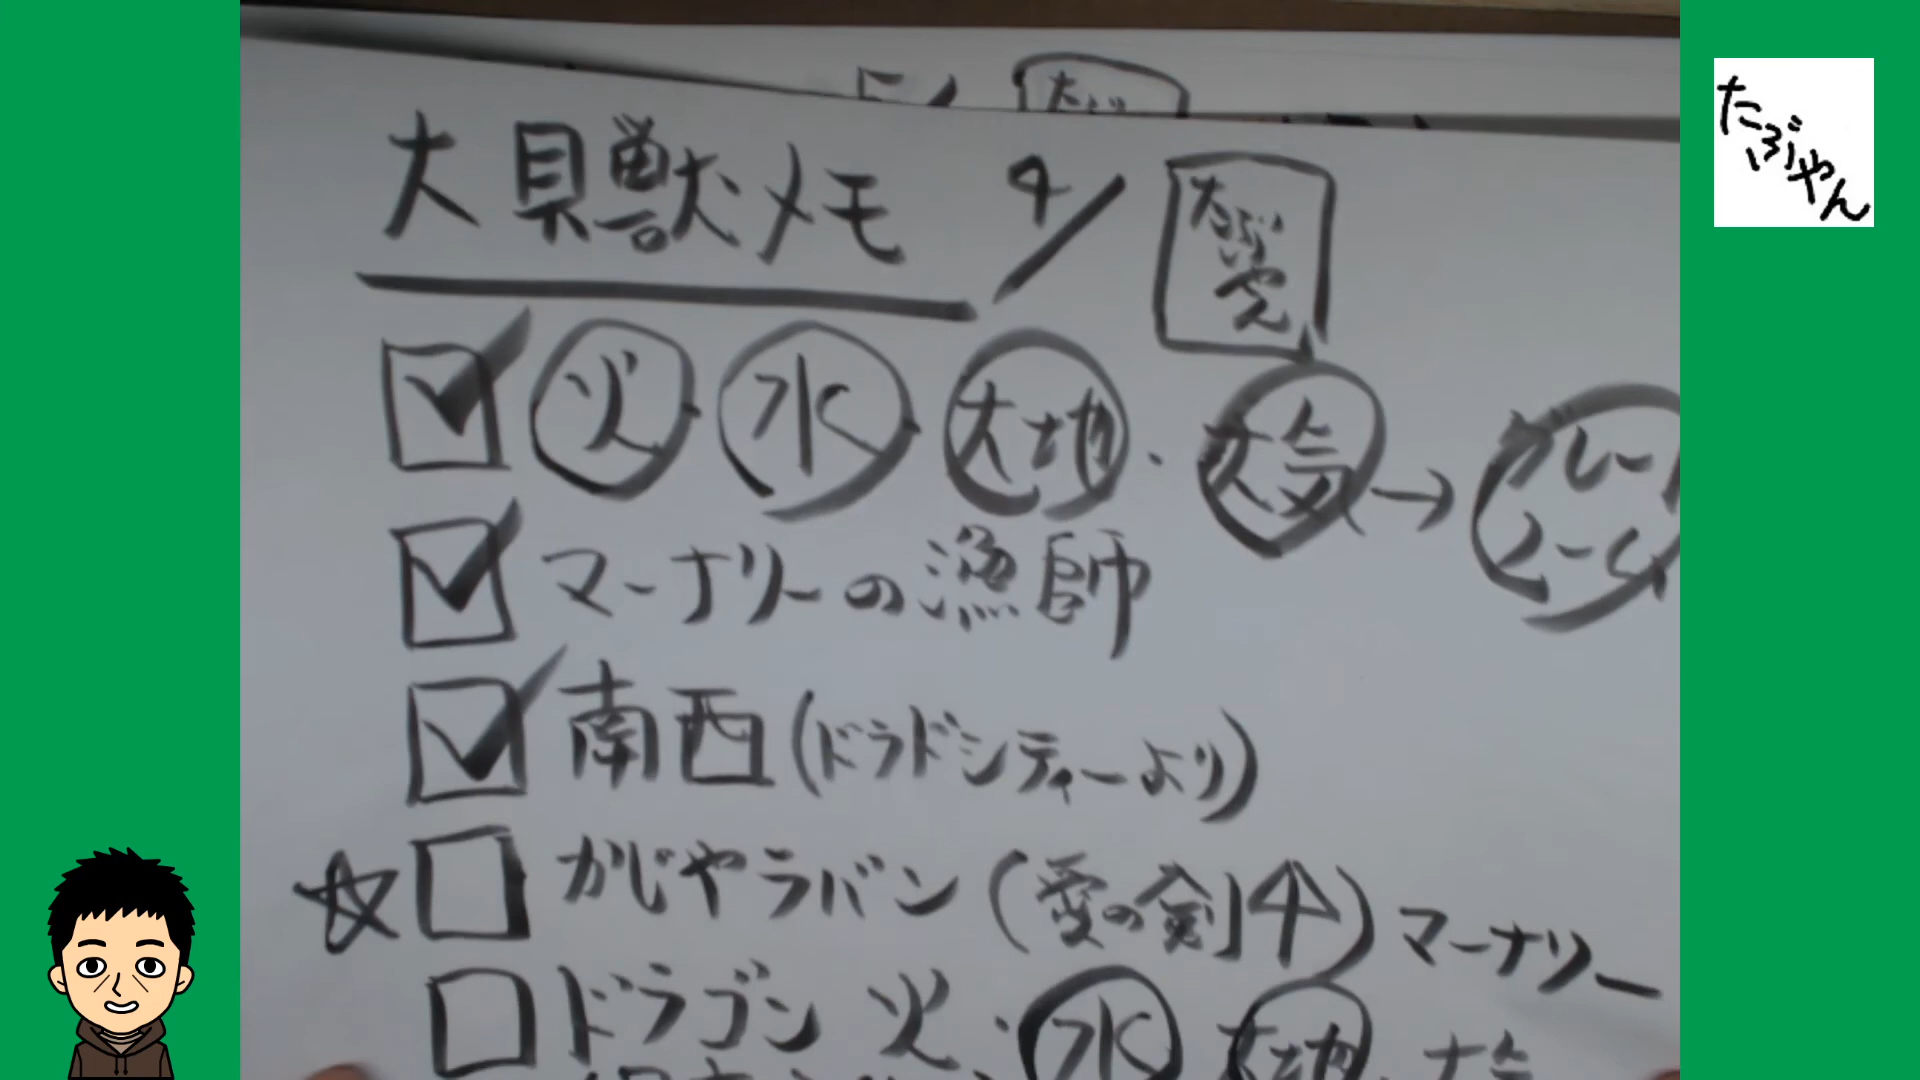 大貝獣メモ 4/ たぶやん
たぶやん
☑ 火・水・大地・大気→グレートノーム
☑ マーナリーの漁師
☑ 南西(ドラドシティーより)
☆□ かじやラバン(愛の剣↑)マーナリー
□ ドラゴン 火・水 大地・大気